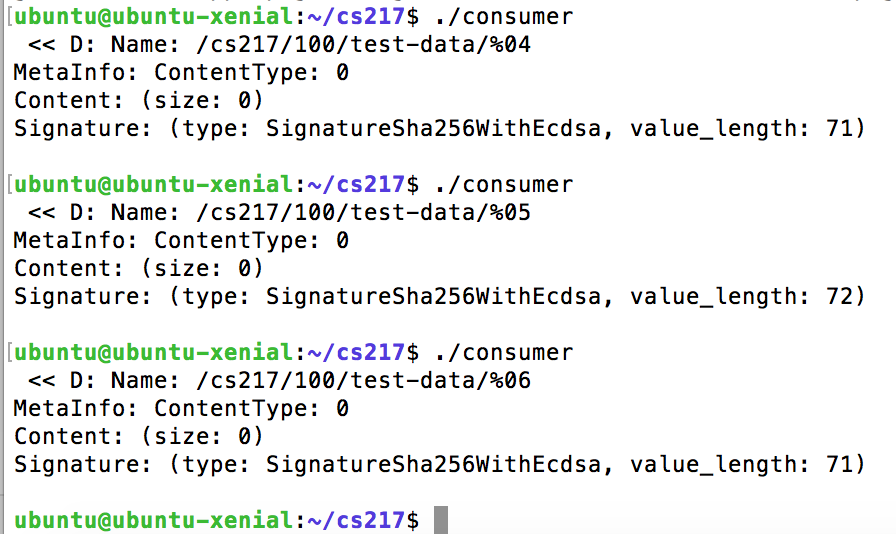 [ubuntu@ubuntu-xenial:~/cs217$ ./consumer
 << D: Name: /cs217/100/test-data/%04
MetaInfo: ContentType: 0
Content: (size: 0)
Signature: (type: SignatureSha256WithEcdsa, value_length: 71)
[ubuntu@ubuntu-xenial:~/cs217$ ./consumer
 << D: Name: /cs217/100/test-data/%05
MetaInfo: ContentType: 0
Content: (size: 0)
Signature: (type: SignatureSha256WithEcdsa, value_length: 72)
[ubuntu@ubuntu-xenial:~/cs217$ ./consumer
 << D: Name: /cs217/100/test-data/%06
MetaInfo: ContentType: 0
Content: (size: 0)
Signature: (type: SignatureSha256WithEcdsa, value_length: 71)
ubuntu@ubuntu-xenial:~/cs217$